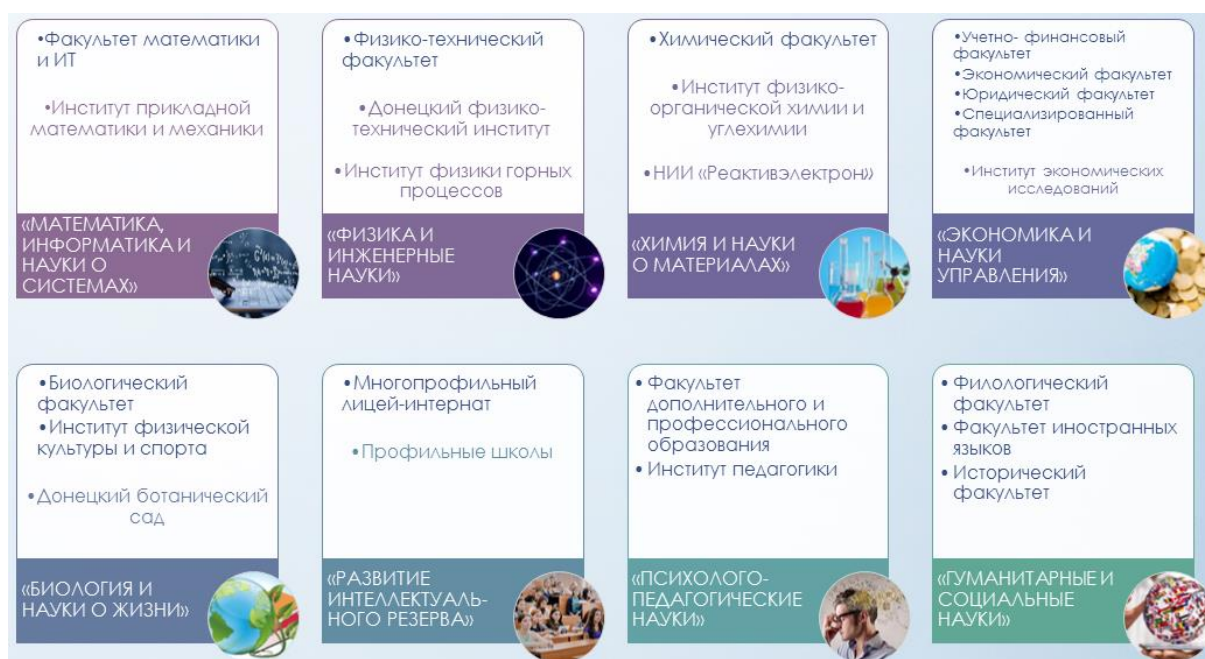 •Факультет математики
и ИТ
•Институт прикладной
математики и механики
«МАТЕМАТИКА,
ИНФОРМАТИКА И
НАУКИ О
СИСТЕМАХ»
•Физико-технический
факультет
•Донецкий физико-
технический институт
•Институт физики горных
процессов
«ФИЗИКА И
ИНЖЕНЕРНЫЕ
НАУКИ»
•Химический факультет
•Институт физико-
органической химии и
углехимии
•НИИ «Реактивэлектрон»
«ХИМИЯ И НАУКИ
О МАТЕРИАЛАХ»
•Учетно- финансовый
факультет
•Экономический факультет
•Юридический факультет
•Специализированный
факультет
•Институт экономических
исследований
«ЭКОНОМИКА И
НАУКИ
УПРАВЛЕНИЯ»
•Биологический
факультет
•Институт физической
культуры и спорта
•Донецкий ботанический
сад
«БИОЛОГИЯ И
НАУКИ О ЖИЗНИ»
•Многопрофильный
лицей-интернат
•Профильные школы
«РАЗВИТИЕ
ИНТЕЛЛЕКТУАЛЬ-
НОГО РЕЗЕРВА»
• Факультет
дополнительного и
профессионального
образования
• Институт педагогики
«ПСИХОЛОГО-
ПЕДАГОГИЧЕСКИЕ
НАУКИ»
• Филологический
факультет
• Факультет иностранных
языков
• Исторический
факультет
«ГУМАНИТАРНЫЕ И
СОЦИАЛЬНЫЕ
НАУКИ»